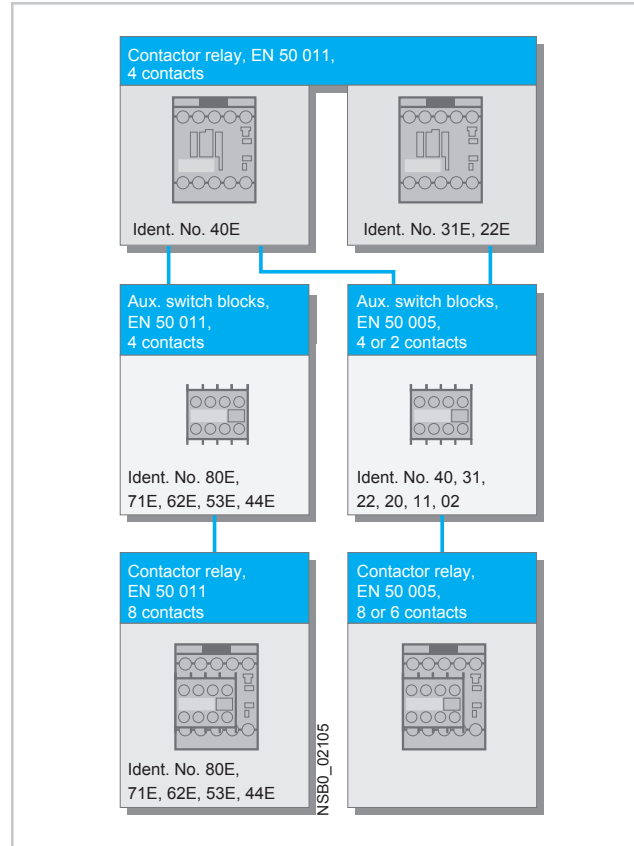 Contactor relay, EN 50 011,
4 contacts
Ident. No. 40E
Ident. No. 31E, 22E
Aux. switch blocks,
EN 50 011,
4 contacts
Ident. No. 80E,
71E, 62E, 53E, 44E
Aux. switch blocks,
EN 50 005,
4 or 2 contacts
Ident. No. 40, 31,
22, 20, 11, 02
Contactor relay,
EN 50 011
8 contacts
Ident. No. 80E,
71E, 62E, 53E, 44E
Contactor relay,
EN 50 005,
8 or 6 contacts
NSB0_02105